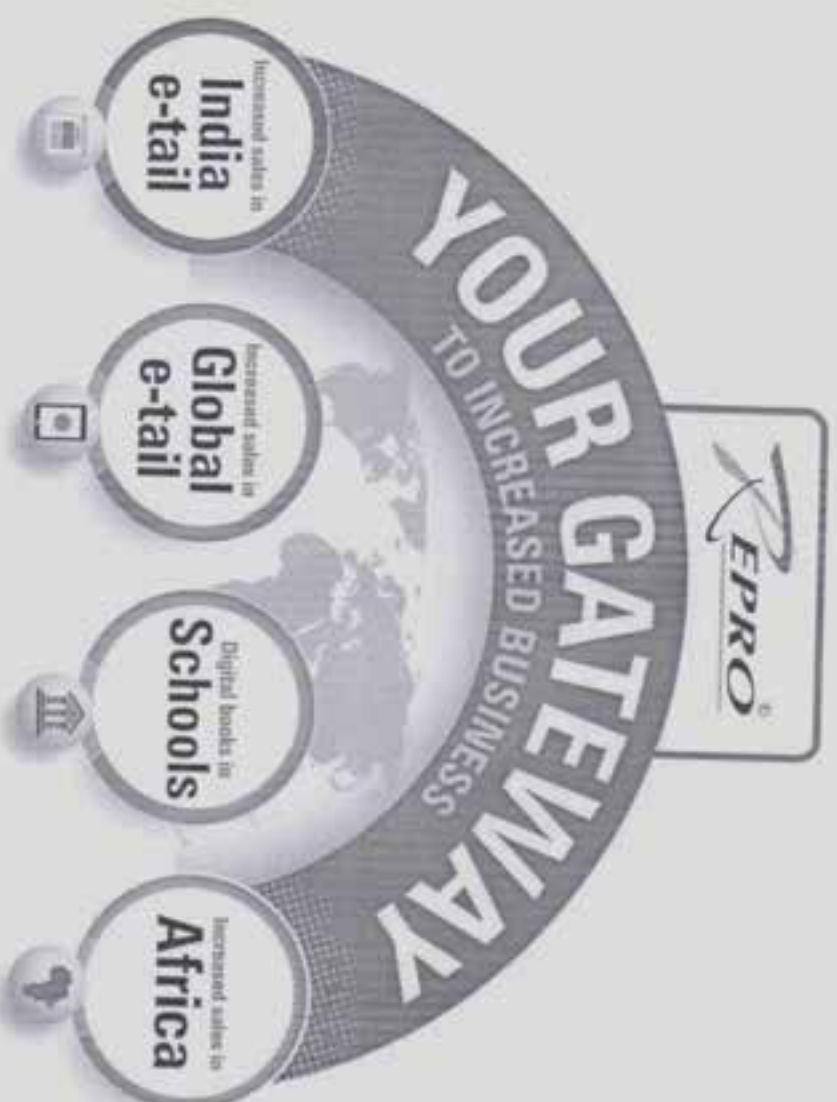 REPRO
YOUR GATEWAY
TO INCREASED BUSINESS
Increased sales in
India
e-tail
Increased sales in
Global
e-tail
Digital books in
Schools
Increased sales in
Africa